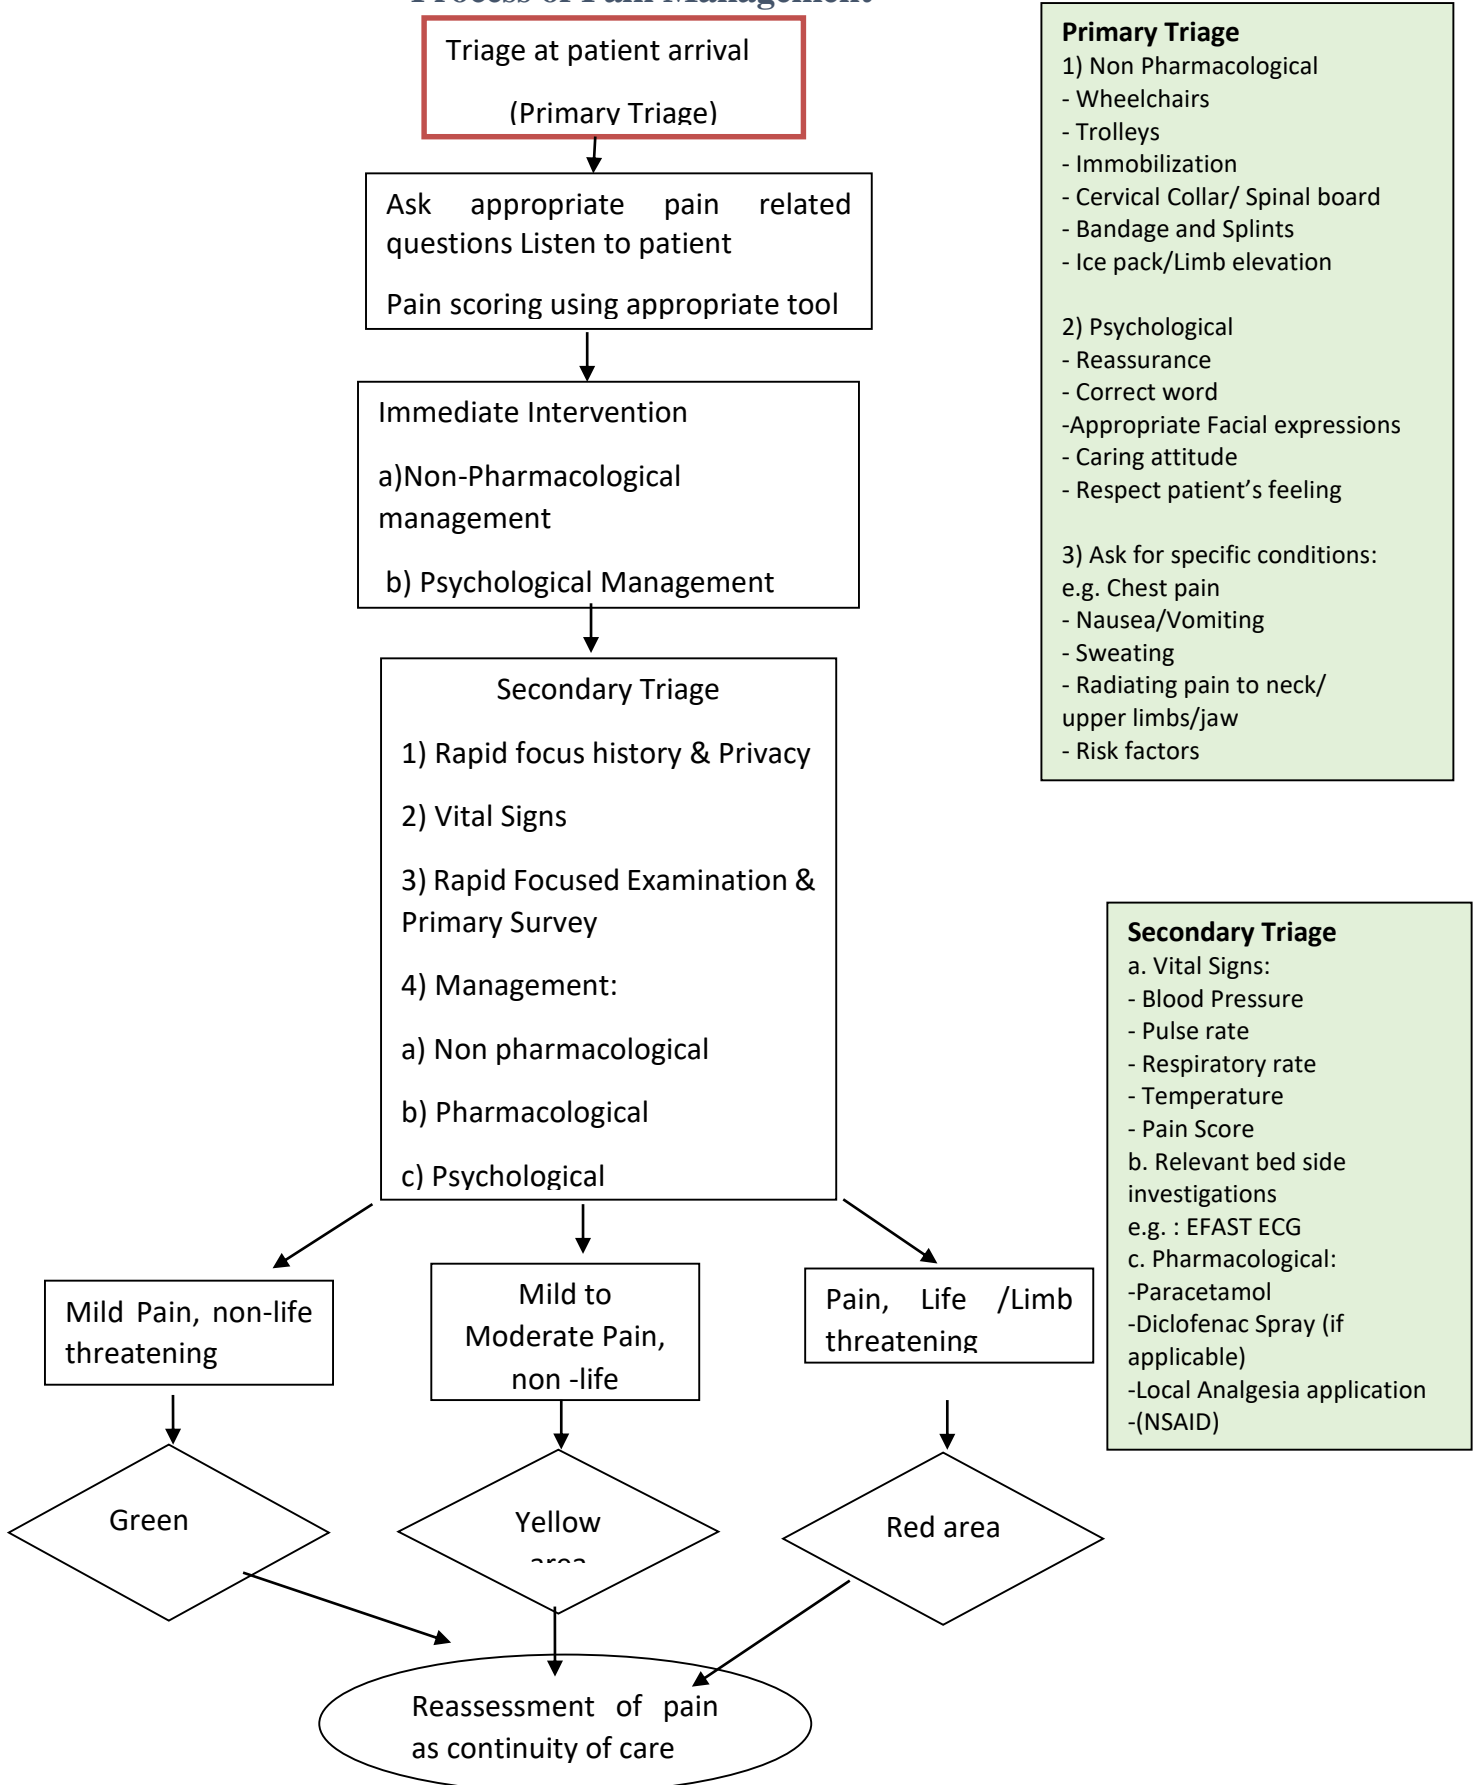 Process of Pain Management
Triage at patient arrival
(Primary Triage)
Ask appropriate pain related
questions Listen to patient
Pain scoring using appropriate tool
Immediate Intervention
a)Non-Pharmacological
management
b) Psychological Management
Secondary Triage
1) Rapid focus history & Privacy
2) Vital Signs
3) Rapid Focused Examination &
Primary Survey
4) Management:
a) Non pharmacological
b) Pharmacological
c) Psychological
Mild Pain, non-life
threatening
Mild to
Moderate Pain,
non -life
Pain, Life /Limb
threatening
Green
Yellow
area
Red area
Reassessment of pain
as continuity of care
Primary Triage
1) Non Pharmacological
- Wheelchairs
- Trolleys
- Immobilization
- Cervical Collar/ Spinal board
- Bandage and Splints
- Ice pack/Limb elevation
2) Psychological
- Reassurance
- Correct word
-Appropriate Facial expressions
- Caring attitude
- Respect patient’s feeling
3) Ask for specific conditions:
e.g. Chest pain
- Nausea/Vomiting
- Sweating
- Radiating pain to neck/
upper limbs/jaw
- Risk factors
Secondary Triage
a. Vital Signs:
- Blood Pressure
- Pulse rate
- Respiratory rate
- Temperature
- Pain Score
b. Relevant bed side
investigations
e.g. : EFAST ECG
c. Pharmacological:
-Paracetamol
-Diclofenac Spray (if
applicable)
-Local Analgesia application
-(NSAID)